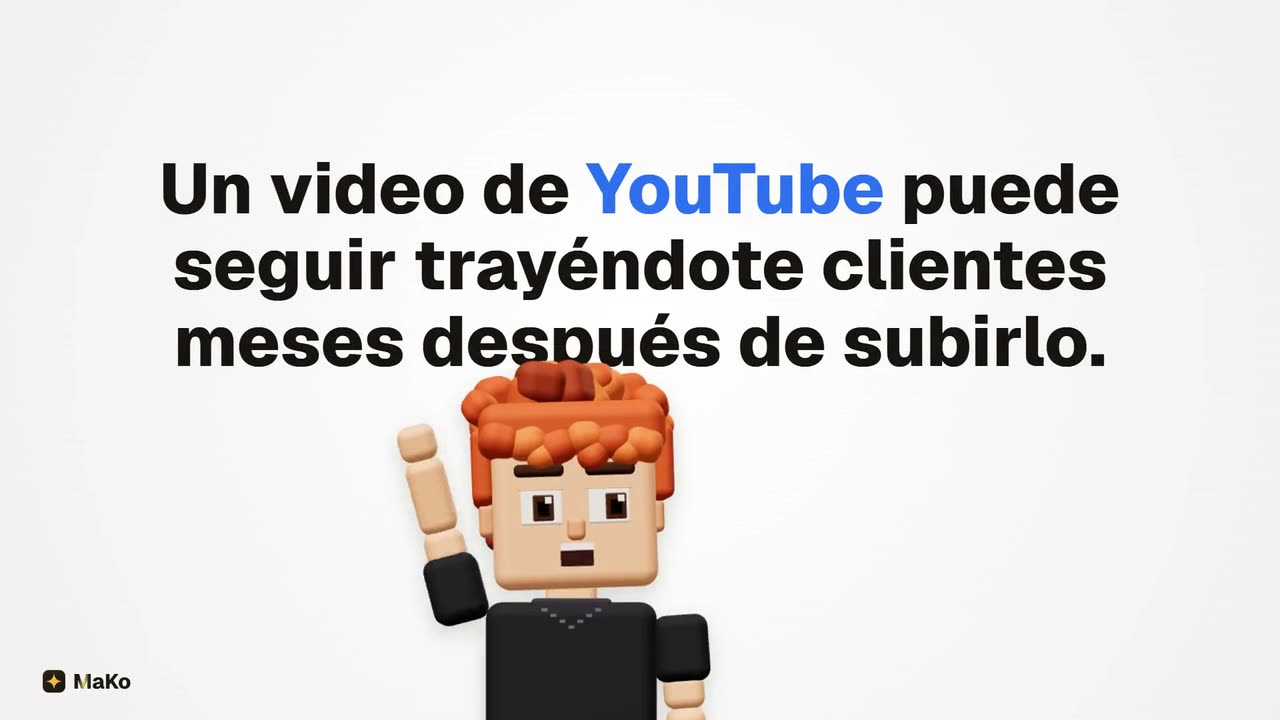 Un video de YouTube puede
seguir trayéndote clientes
meses después de subirlo.
MaKo